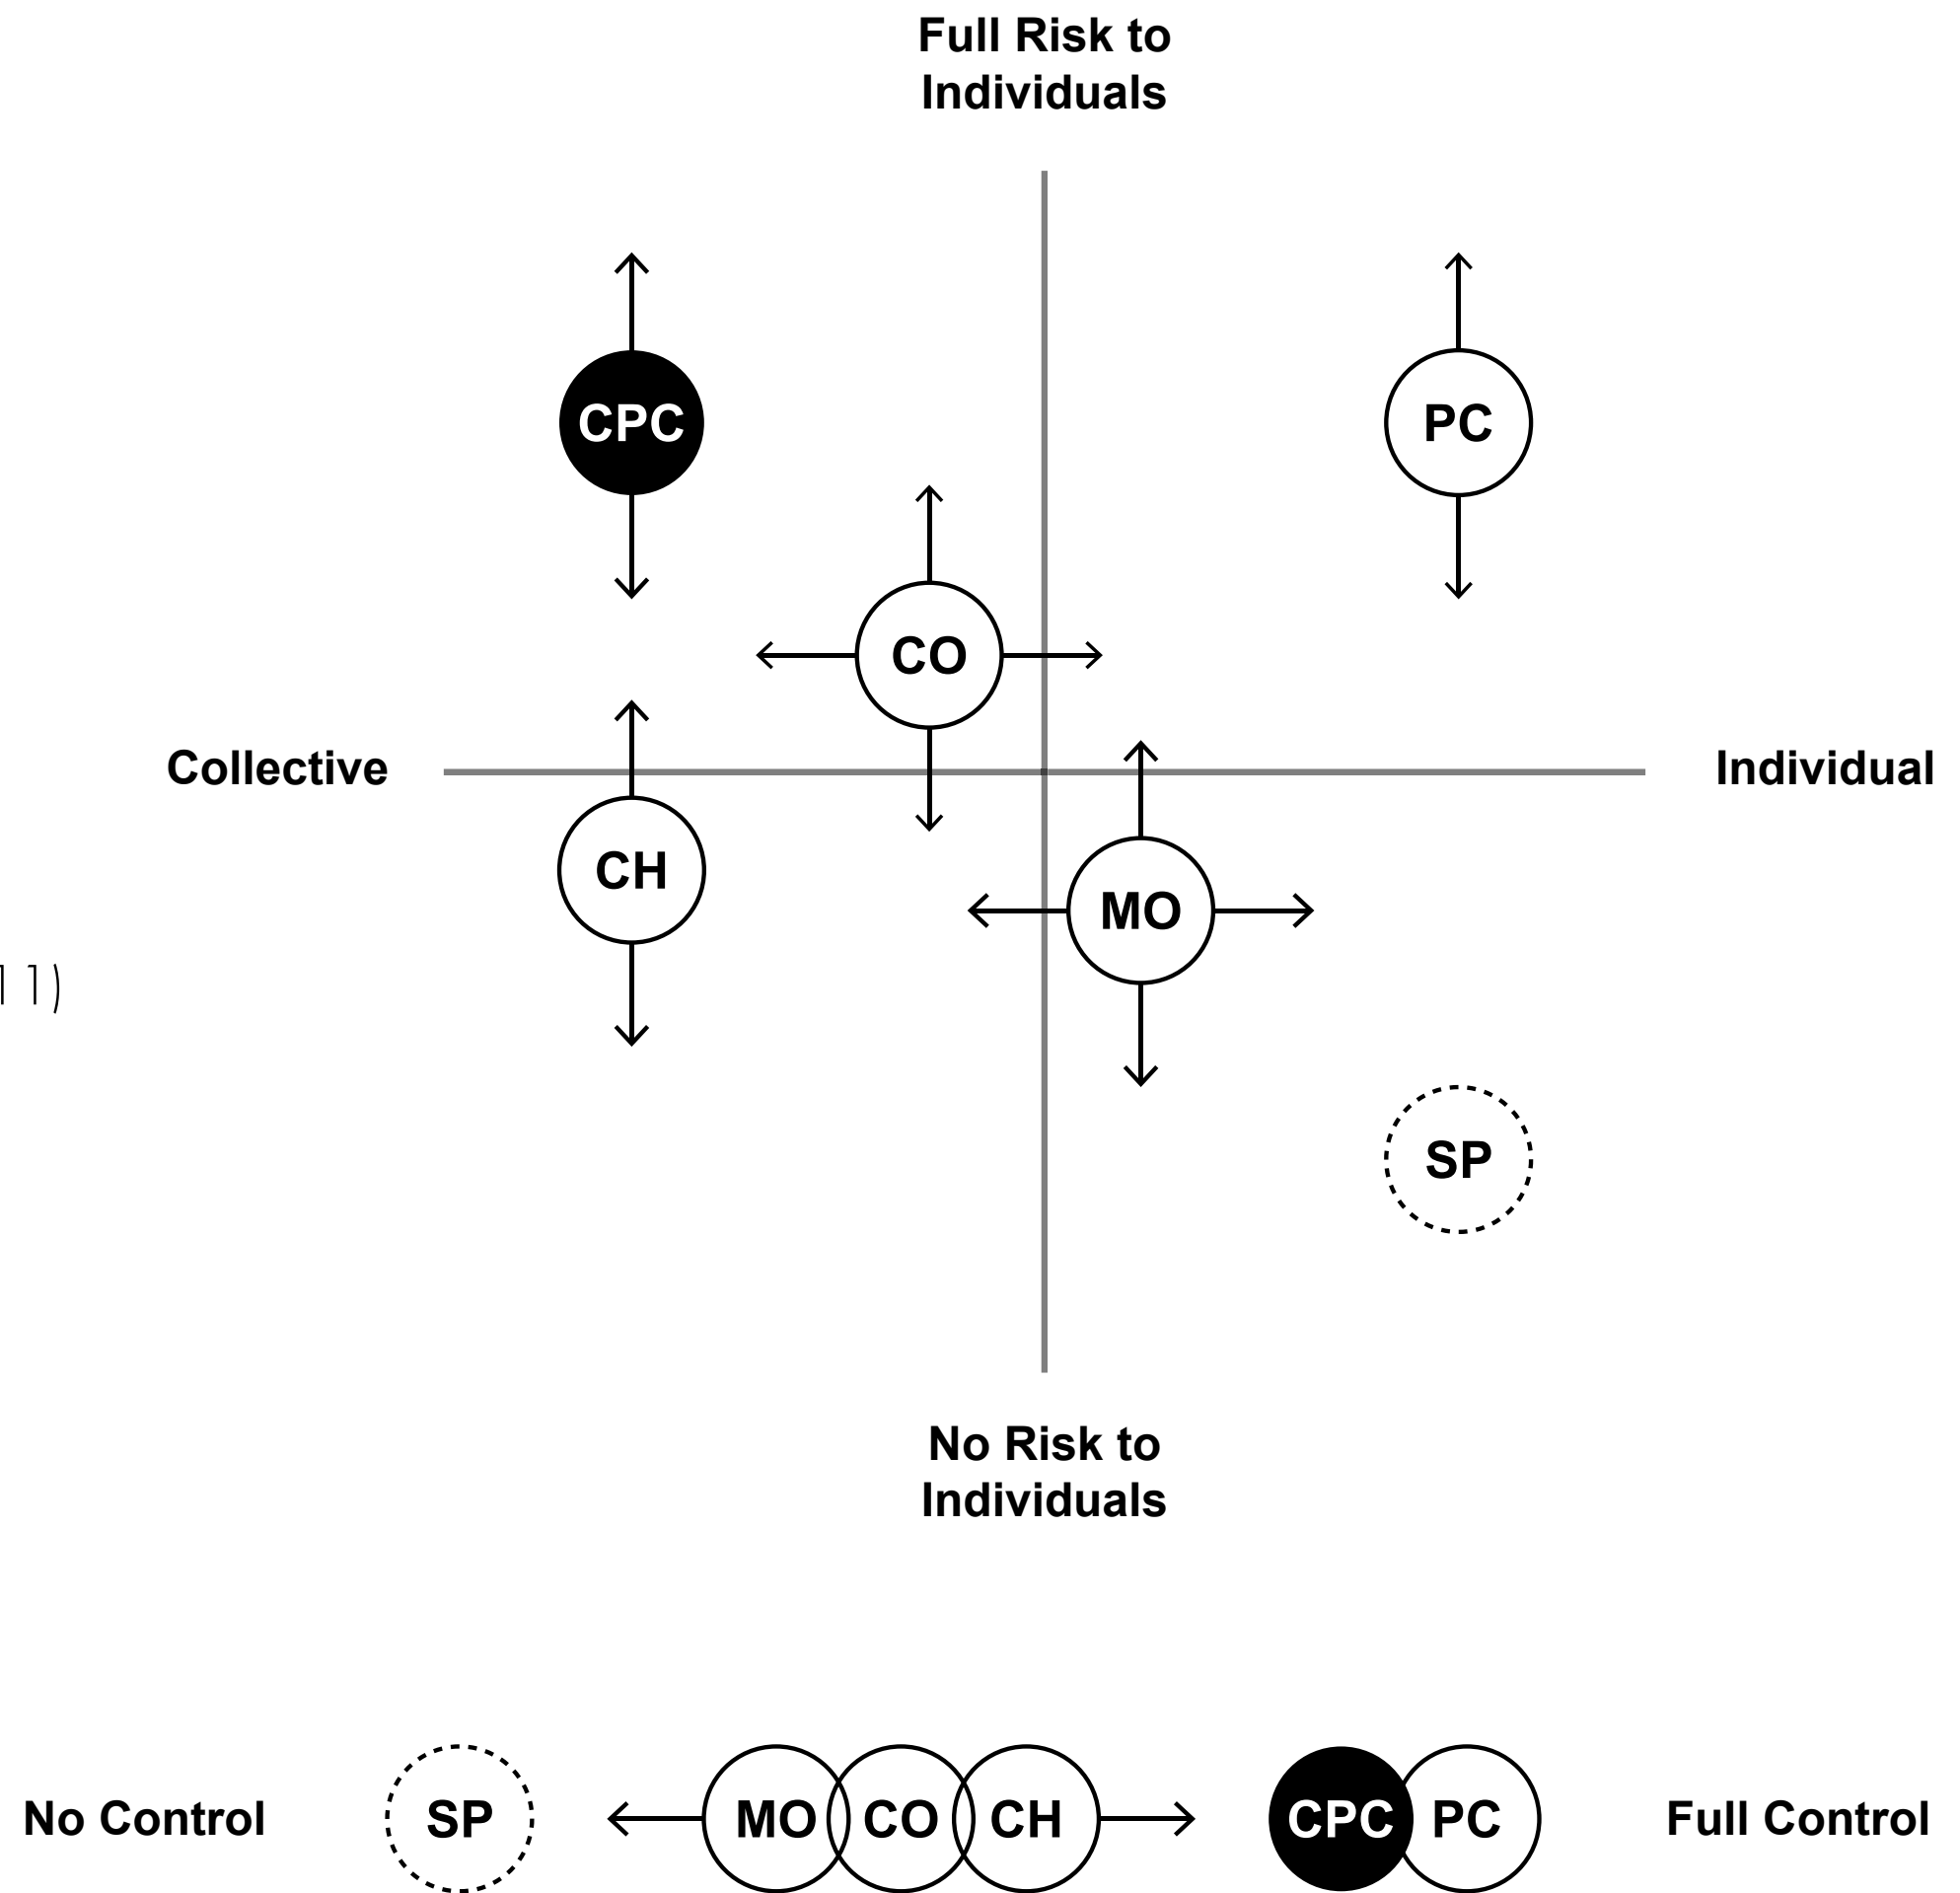 Full Risk to
Individuals
CPC
PC
CO
Collective
Individual
CH
MO
11)
SP
No Risk to
Individuals
No Control
SP
MO
CO
CH
CPC
PC
Full Control